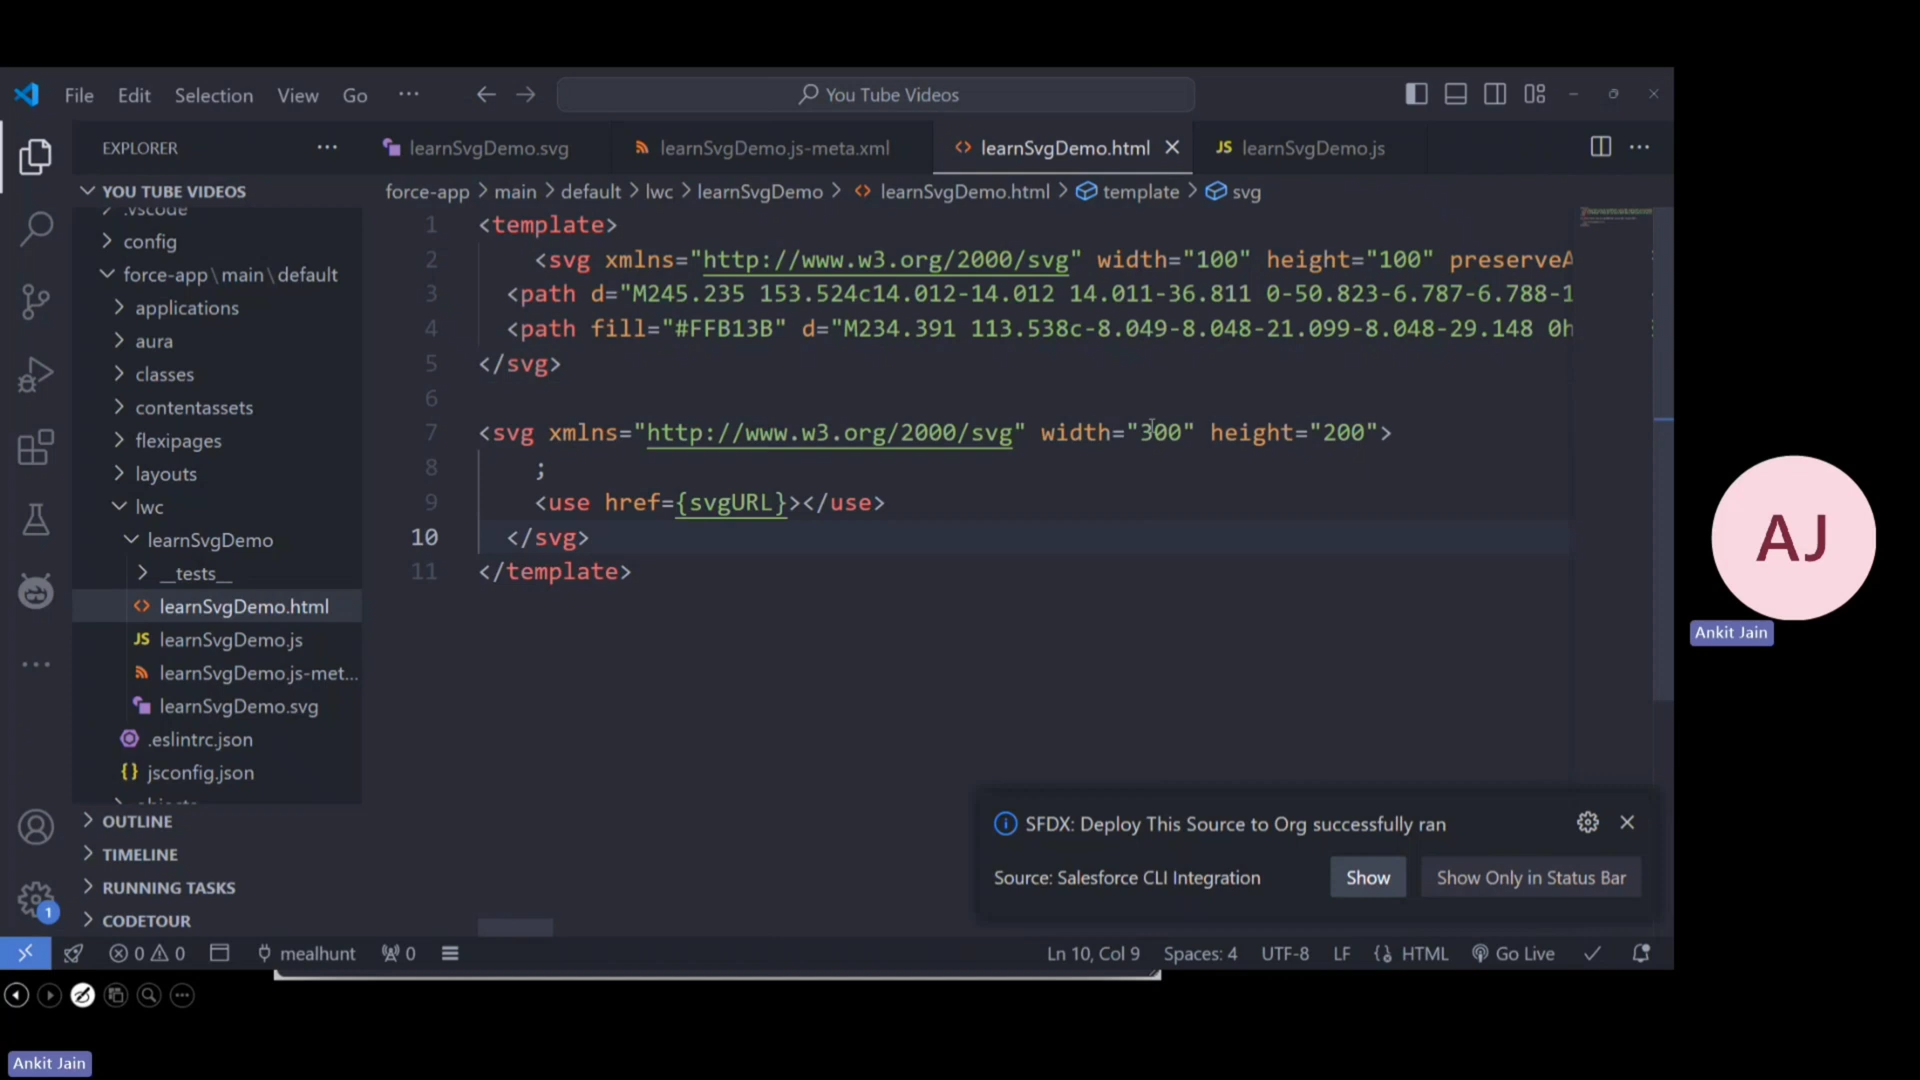 File Edit Selection View Go ··· You Tube Videos
EXPLORER ··· learnSvgDemo.svg learnSvgDemo.js-meta.xml learnSvgDemo.html JS learnSvgDemo.js ···
YOU TUBE VIDEOS
force-app > main > default > lwc > learnSvgDemo > learnSvgDemo.html > template > svg
.vscode
config
force-app\main\default
applications
aura
classes
contentassets
flexipages
layouts
lwc
learnSvgDemo
__tests__
learnSvgDemo.html
JS learnSvgDemo.js
learnSvgDemo.js-met...
learnSvgDemo.svg
.eslintrc.json
{} jsconfig.json
OUTLINE
TIMELINE
RUNNING TASKS
CODETOUR
1 <template>
2 <svg xmlns="http://www.w3.org/2000/svg" width="100" height="100" preserveA
3 <path d="M245.235 153.524c14.012-14.012 14.011-36.811 0-50.823-6.787-6.788-1
4 <path fill="#FFB13B" d="M234.391 113.538c-8.049-8.048-21.099-8.048-29.148 0h
5 </svg>
6
7 <svg xmlns="http://www.w3.org/2000/svg" width="300" height="200">
8 ;
9 <use href={svgURL}></use>
10 </svg>
11 </template>
SFDX: Deploy This Source to Org successfully ran
Source: Salesforce CLI Integration Show Show Only in Status Bar
1
0 0 mealhunt 0 Ln 10, Col 9 Spaces: 4 UTF-8 LF HTML Go Live
AJ
Ankit Jain
Ankit Jain